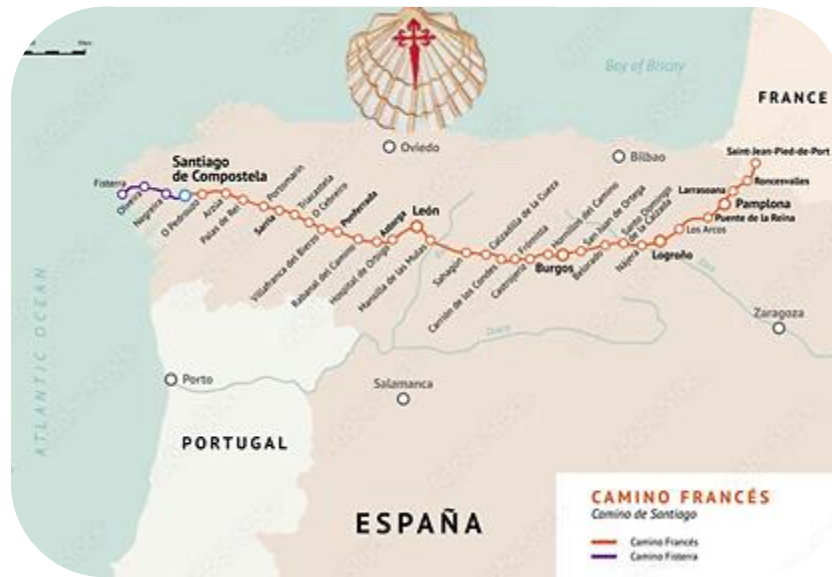 Bay of Biscay
FRANCE
Oviedo
Bilbao
Saint-Jean-Pied-de-Port
Roncesvalles
Larrasoana
Pamplona
Puente de la Reina
Los Arcos
Logroño
Nájera
Santo Domingo
de la Calzada
Belorado
San Juan de Ortega
Burgos
Hornillos del Camino
Castrojeriz
Frómista
Carrión de los Condes
Calzadilla de la Cueza
Sahagún
Mansilla de las Mulas
León
Hospital de Ortigo
Astorga
Rabanal del Camino
Ponferrada
Villafranca del Bierzo
O Cebreiro
Triacastela
Sarria
Portomarín
Palas de Rei
Arzúa
O Pedrouzo
Santiago
de Compostela
Negreira
Olveira
Fisterra
ATLANTIC OCEAN
Zaragoza
Porto
Salamanca
PORTUGAL
ESPAÑA
CAMINO FRANCÉS
Camino de Santiago
Camino Francés
Camino Fisterra